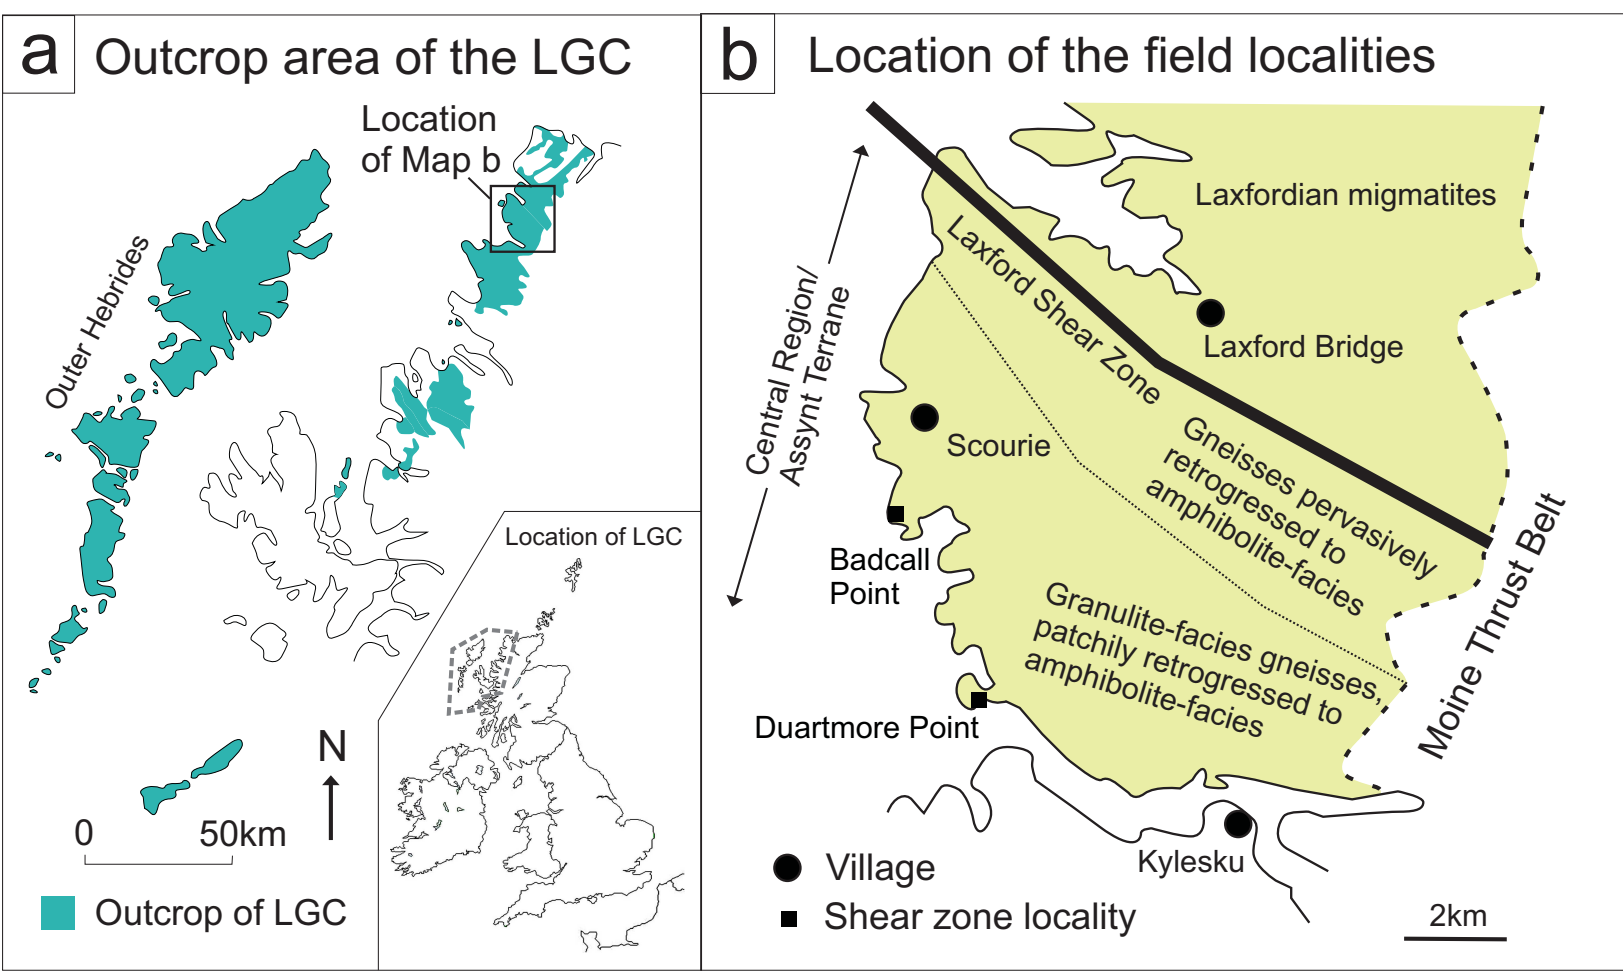 a
Outcrop area of the LGC
Location
of Map b
Outer Hebrides
Location of LGC
N
0
50km
Outcrop of LGC
b
Location of the field localities
Laxfordian migmatites
Laxford Shear Zone
Laxford Bridge
Central Region/
Assynt Terrane
Scourie
Gneisses pervasively
retrogressed to
amphibolite-facies
Badcall
Point
Granulite-facies gneisses,
patchily retrogressed to
amphibolite-facies
Moine Thrust Belt
Duartmore Point
Kylesku
Village
Shear zone locality
2km